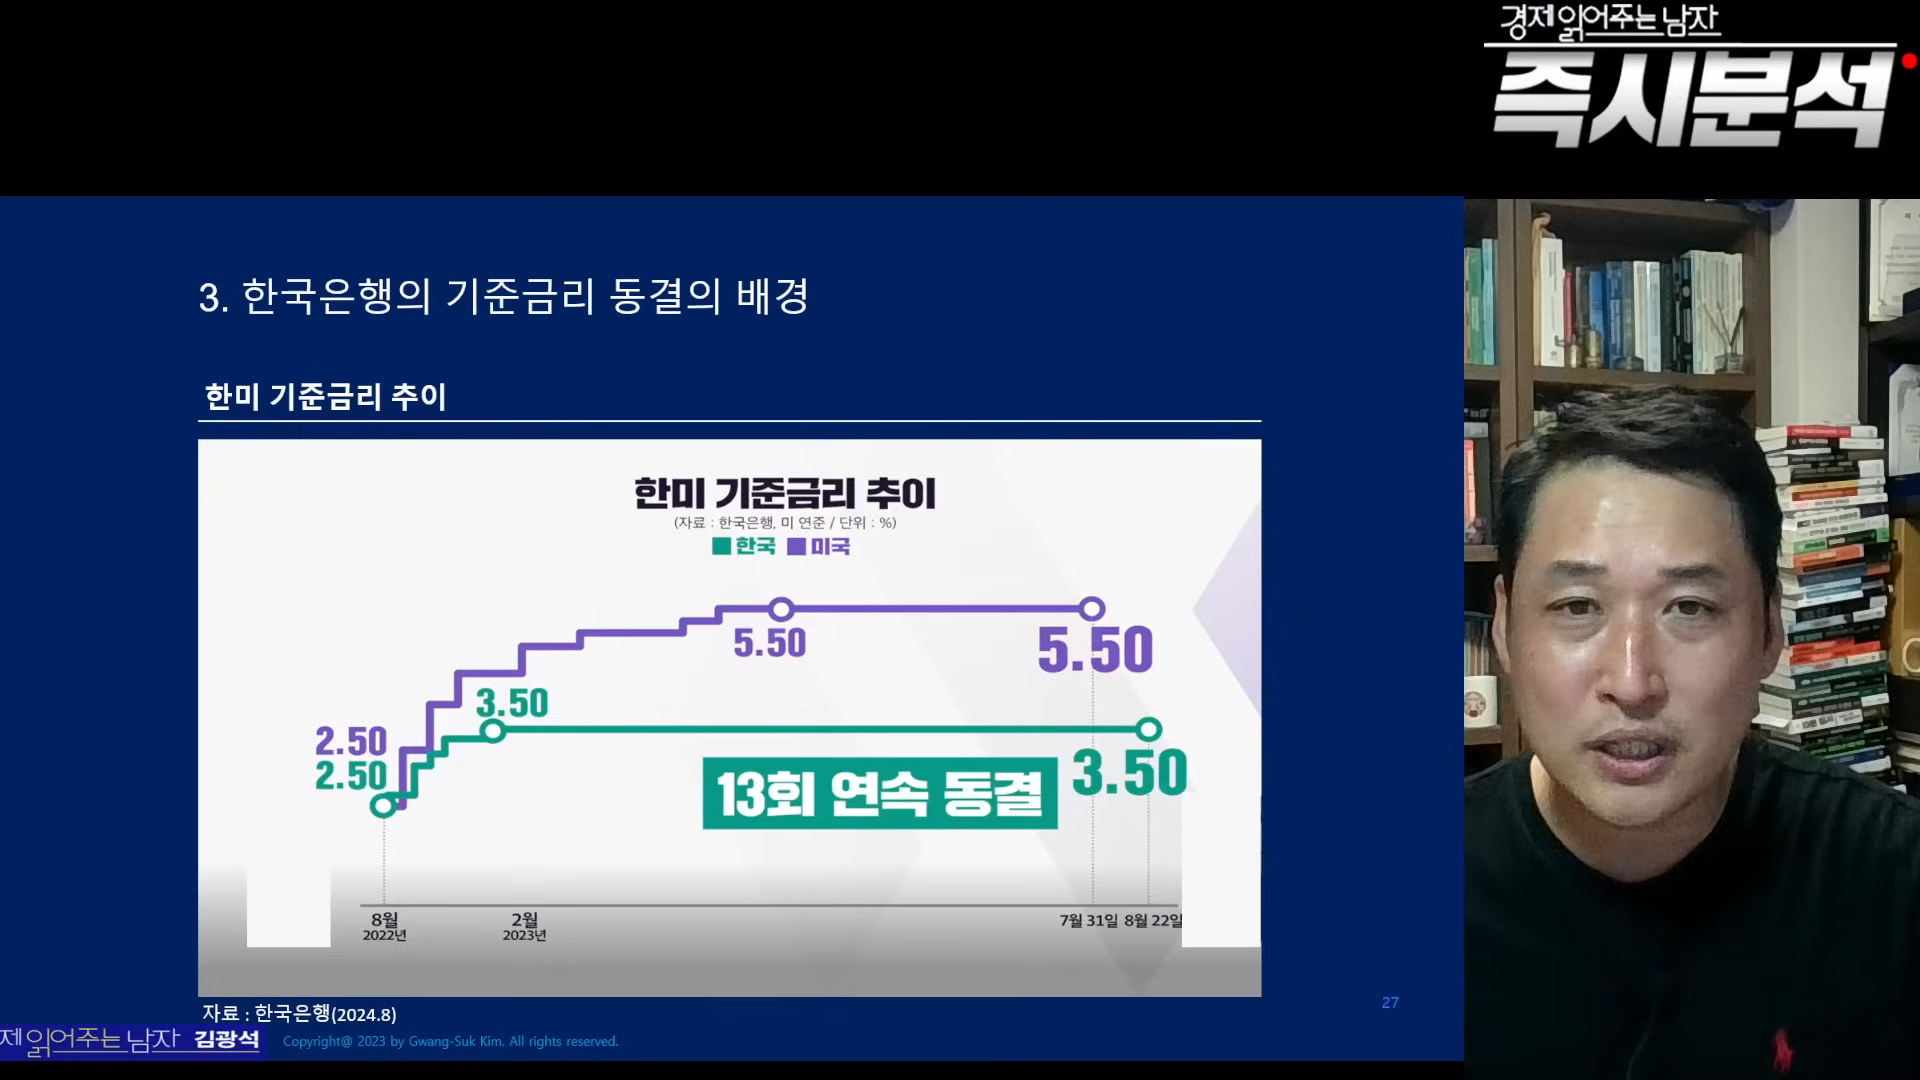 경제 읽어주는 남자
즉시분석
3. 한국은행의 기준금리 동결의 배경
한미 기준금리 추이
한미 기준금리 추이
(자료 : 한국은행, 미 연준 / 단위 : %)
한국 미국
5.50
5.50
3.50
2.50
2.50
3.50
13회 연속 동결
8월
2022년
2월
2023년
7월 31일 8월 22일
자료 : 한국은행(2024.8)
27
제 읽어주는 남자 김광석
Copyright@ 2023 by Gwang-Suk Kim. All rights reserved.